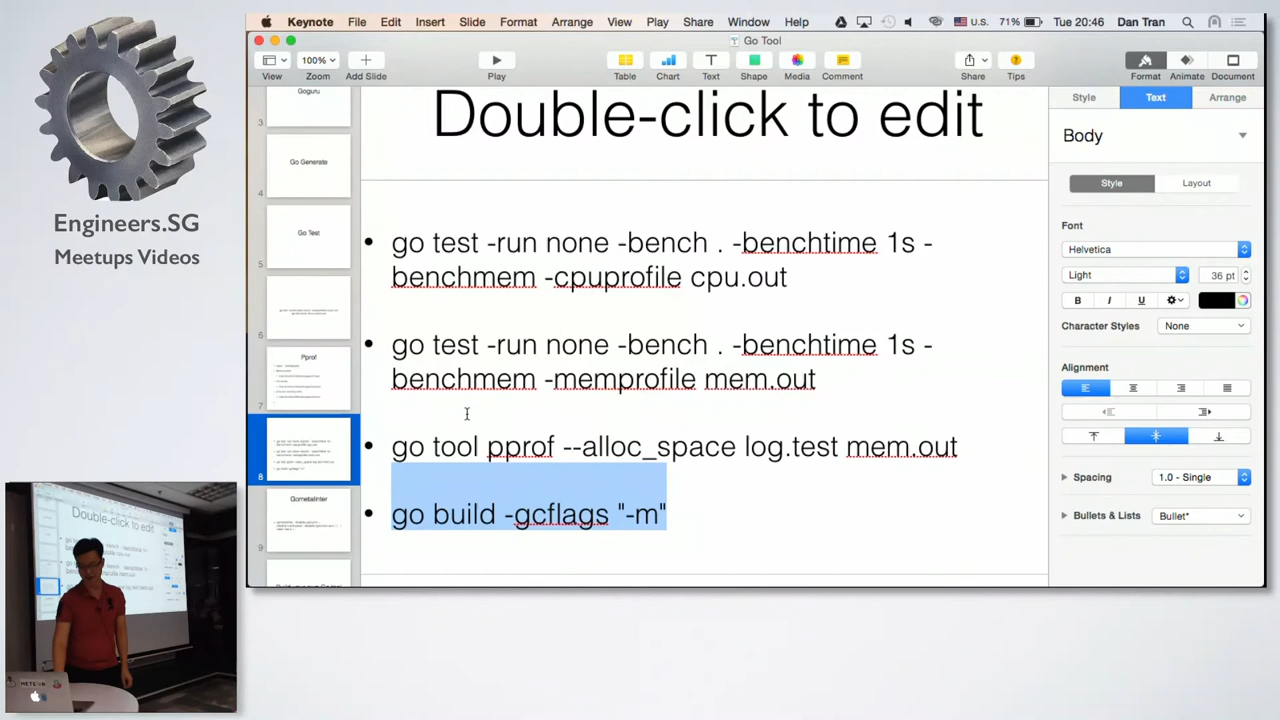 Engineers.SG
Meetups Videos
Keynote File Edit Insert Slide Format Arrange View Play Share Window Help U.S. 71% Tue 20:46 Dan Tran
Go Tool
100%
View Zoom Add Slide Play Table Chart Text Shape Media Comment Share Tips Format Animate Document
Goguru
3
Go Generate
4
Go Test
5
6
Pprof
7
8
Gometalinter
9
Double-click to edit
• go test -run none -bench . -benchtime 1s -
benchmem -cpuprofile cpu.out
• go test -run none -bench . -benchtime 1s -
benchmem -memprofile mem.out
• go tool pprof --alloc_space log.test mem.out
• go build -gcflags "-m"
Style Text Arrange
Body
Style Layout
Font
Helvetica
Light 36 pt
B I U
Character Styles None
Alignment
Spacing 1.0 - Single
Bullets & Lists Bullet*
Double-click to edit